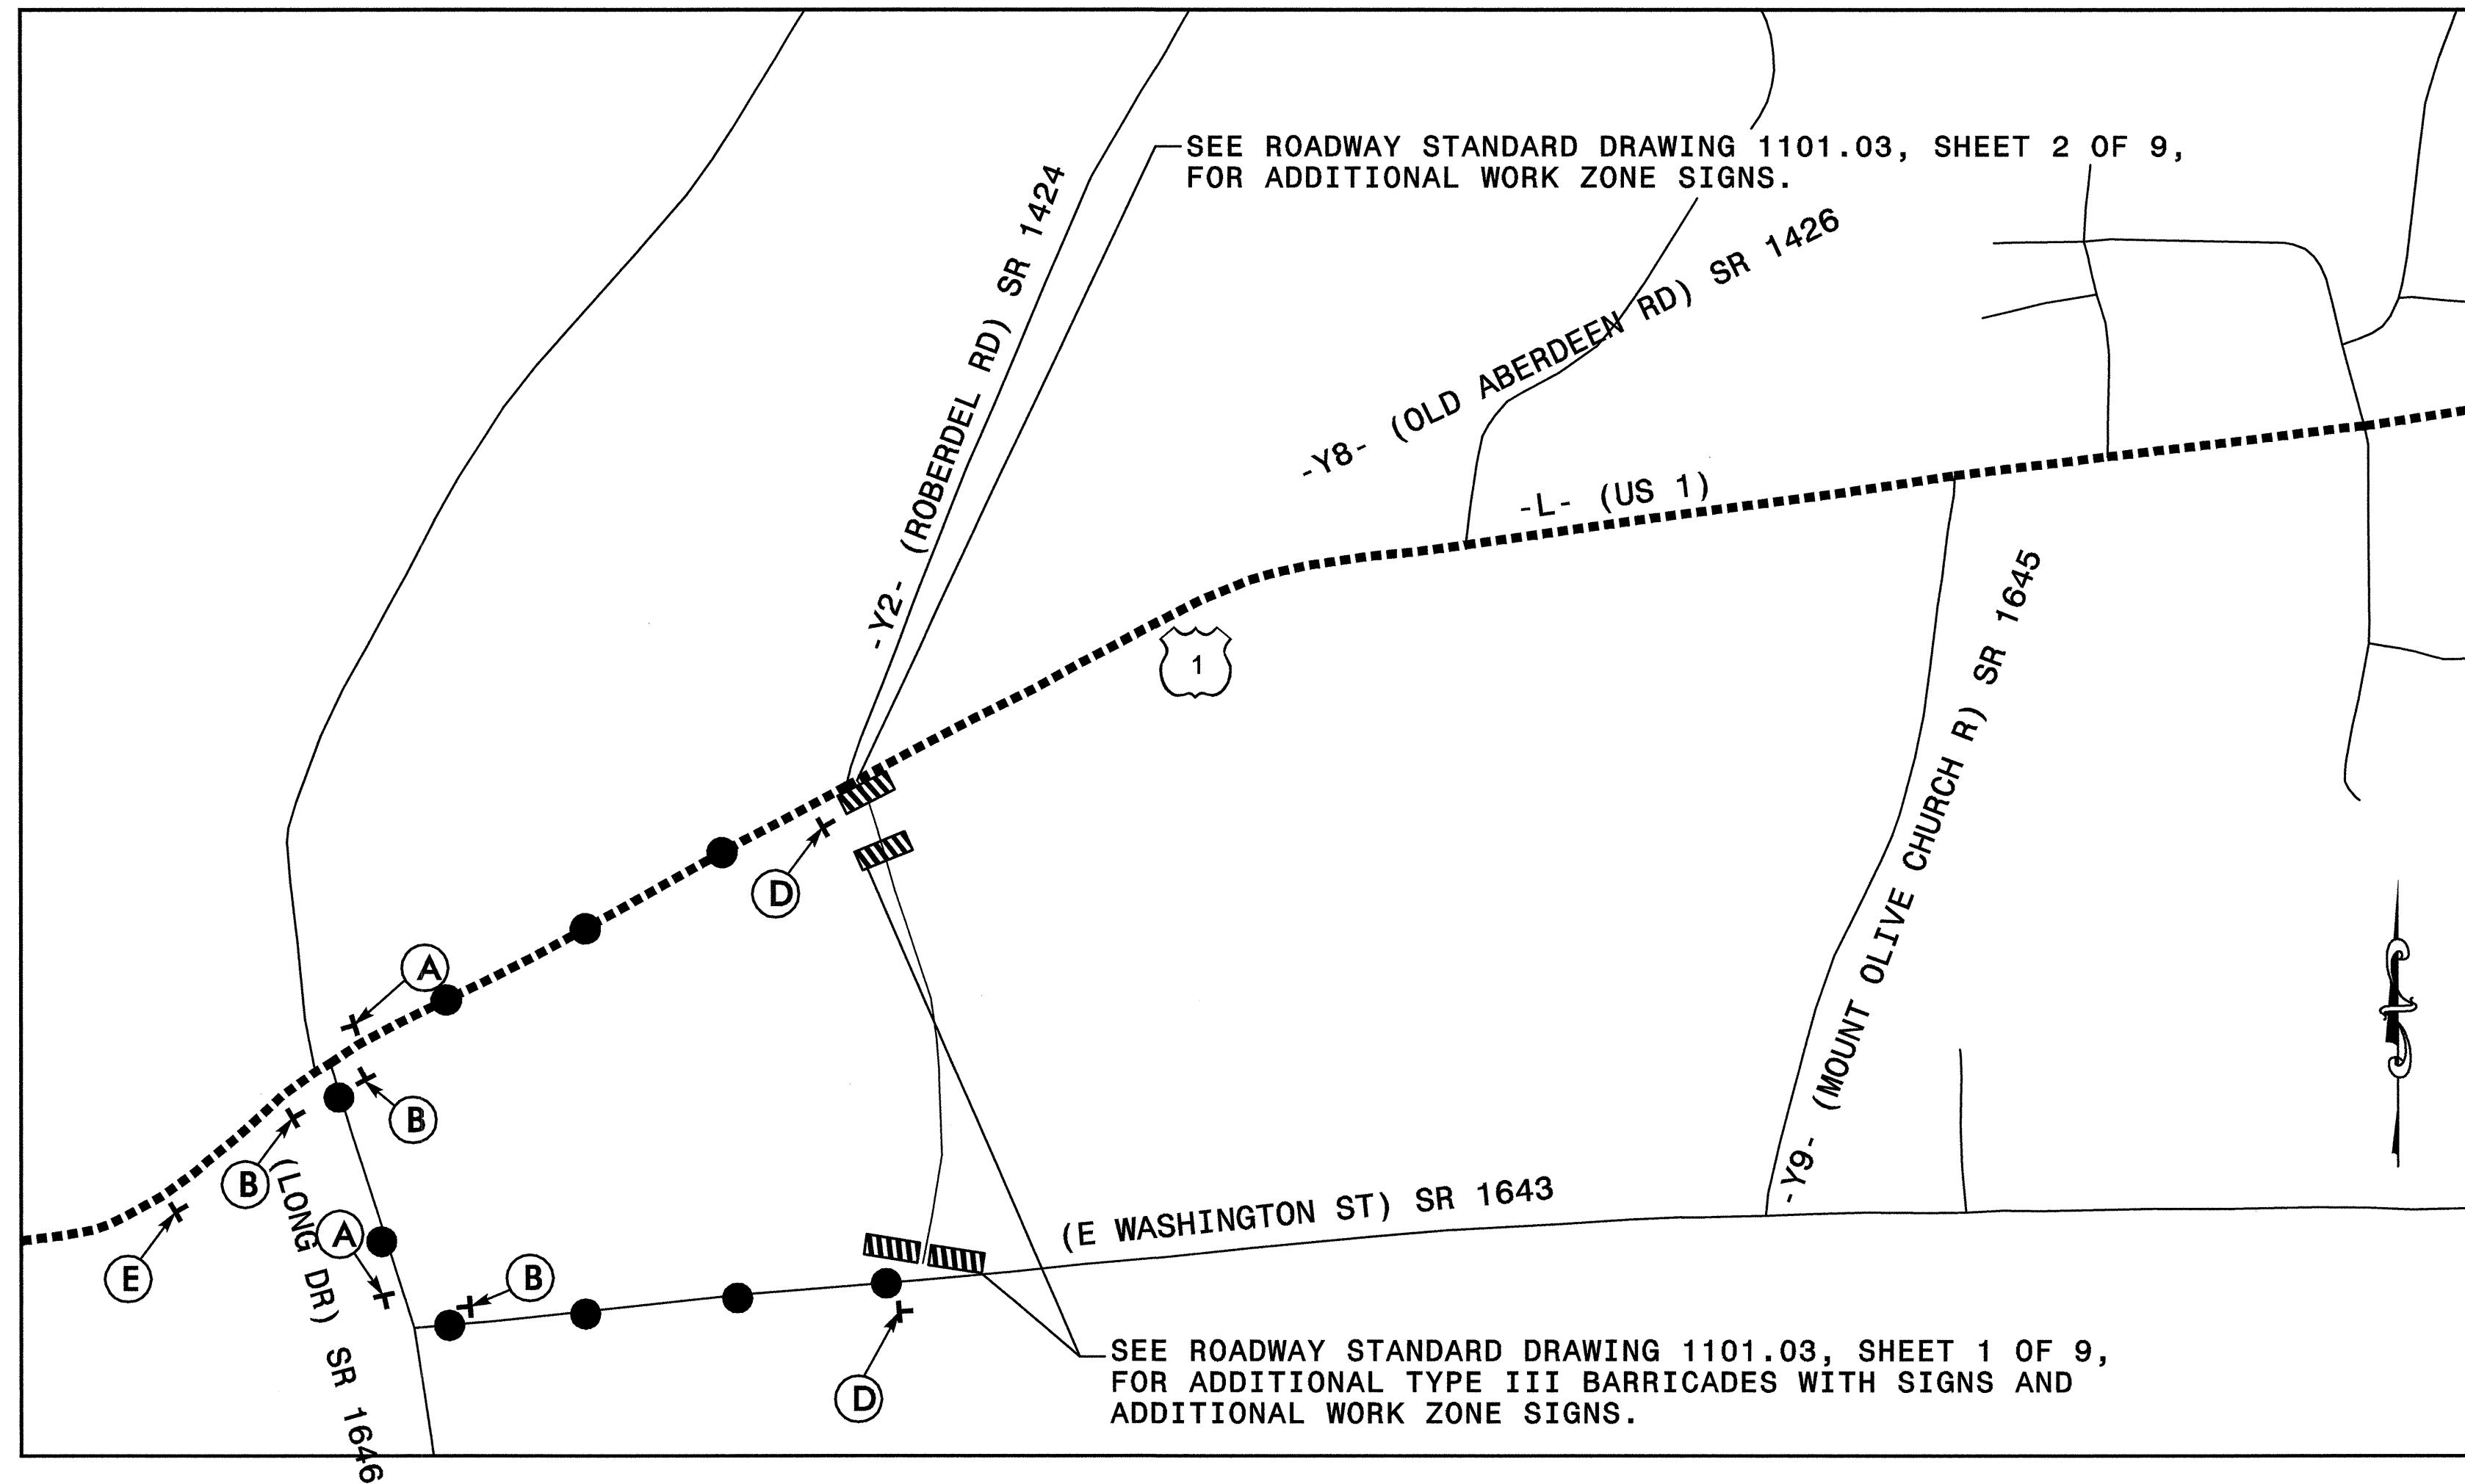 SEE ROADWAY STANDARD DRAWING 1101.03, SHEET 2 OF 9,
FOR ADDITIONAL WORK ZONE SIGNS.
-Y2- (ROBERDEL RD) SR 1424
-Y8- (OLD ABERDEEN RD) SR 1426
-L- (US 1)
1
-Y9- (MOUNT OLIVE CHURCH R) SR 1645
D
A
B
B
(LONG DR) SR 1646
A
E
B
(E WASHINGTON ST) SR 1643
D
SEE ROADWAY STANDARD DRAWING 1101.03, SHEET 1 OF 9,
FOR ADDITIONAL TYPE III BARRICADES WITH SIGNS AND
ADDITIONAL WORK ZONE SIGNS.